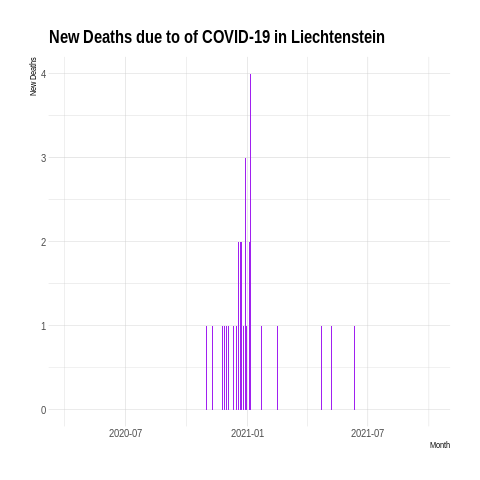 New Deaths due to of COVID-19 in Liechtenstein
New Deaths
4
3
2
1
0
2020-07 2021-01 2021-07
Month